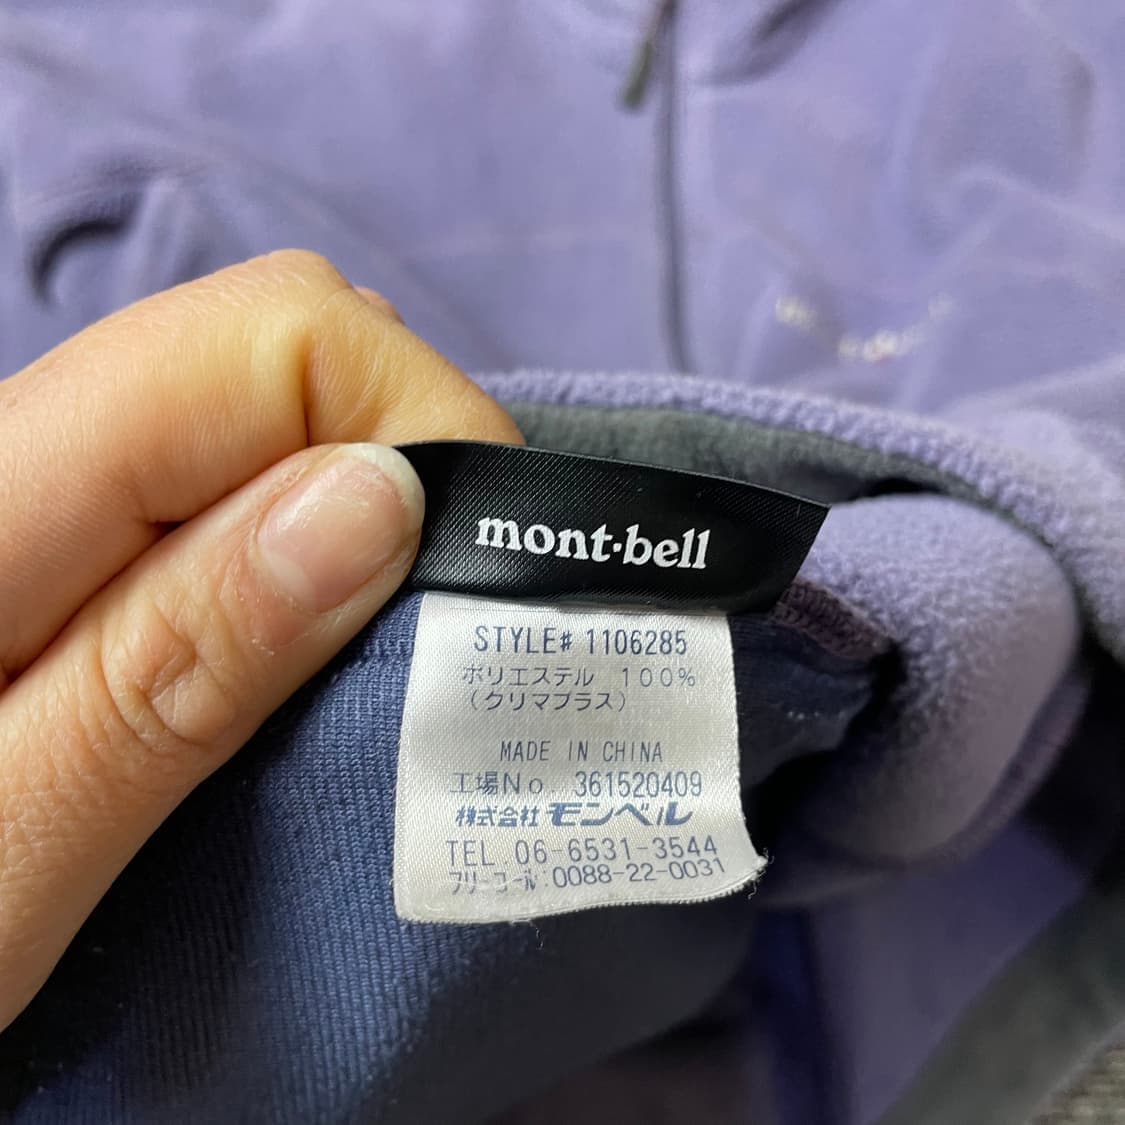 mont·bell
STYLE# 1106285
ポリエステル 100%
(クリマプラス)
MADE IN CHINA
工場No. 361520409
株式会社モンベル
TEL.06-6531-3544
フリーコール:0088-22-0031